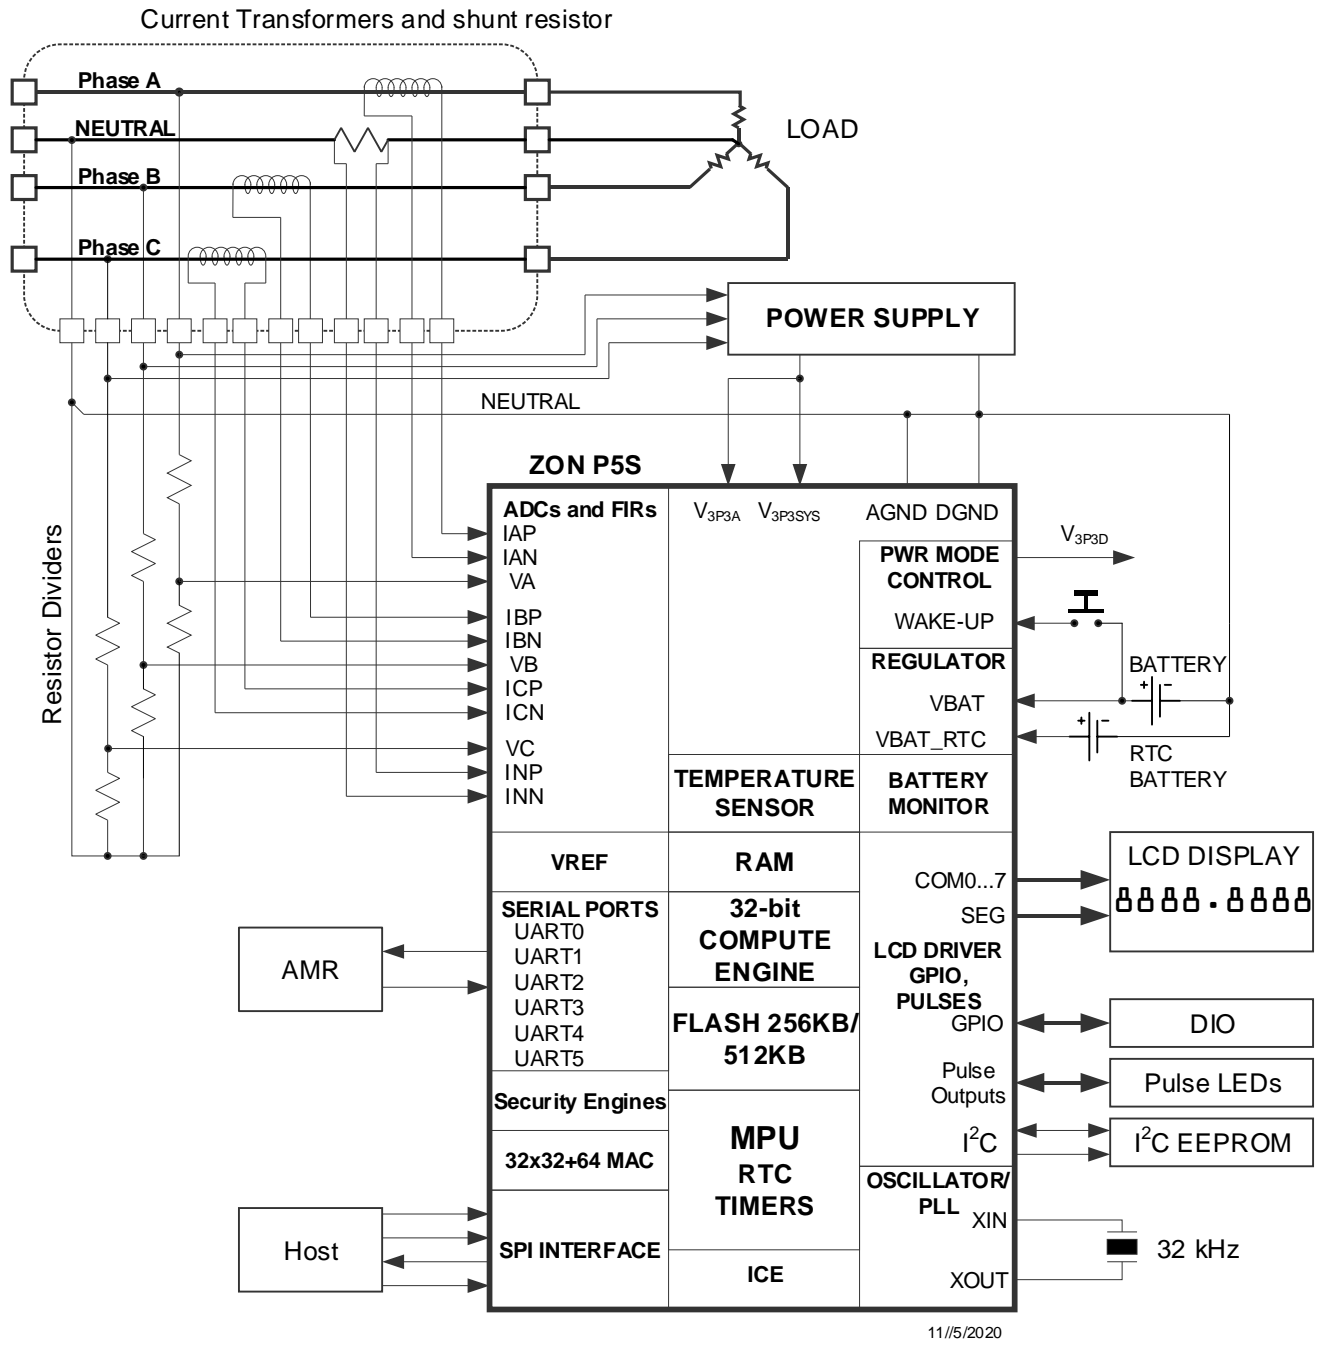 Current Transformers and shunt resistor
Phase A
NEUTRAL
LOAD
Phase B
Phase C
POWER SUPPLY
NEUTRAL
ZON P5S
Resistor Dividers
ADCs and FIRs
IAP
IAN
VA
IBP
IBN
VB
ICP
ICN
VC
INP
INN
V3P3A V3P3SYS
AGND DGND
PWR MODE
CONTROL
V3P3D
WAKE-UP
REGULATOR
BATTERY
+ -
VBAT
+ -
VBAT_RTC
RTC
BATTERY
TEMPERATURE
SENSOR
BATTERY
MONITOR
VREF
RAM
LCD DISPLAY
8888.8888
COM0...7
SEG
SERIAL PORTS
UART0
UART1
UART2
UART3
UART4
UART5
32-bit
COMPUTE
ENGINE
LCD DRIVER
GPIO,
PULSES
AMR
FLASH 256KB/
512KB
GPIO
DIO
Pulse
Outputs
Pulse LEDs
Security Engines
MPU
RTC
TIMERS
I2C
I2C EEPROM
32x32+64 MAC
OSCILLATOR/
PLL
XIN
Host
SPI INTERFACE
ICE
XOUT
32 kHz
11//5/2020